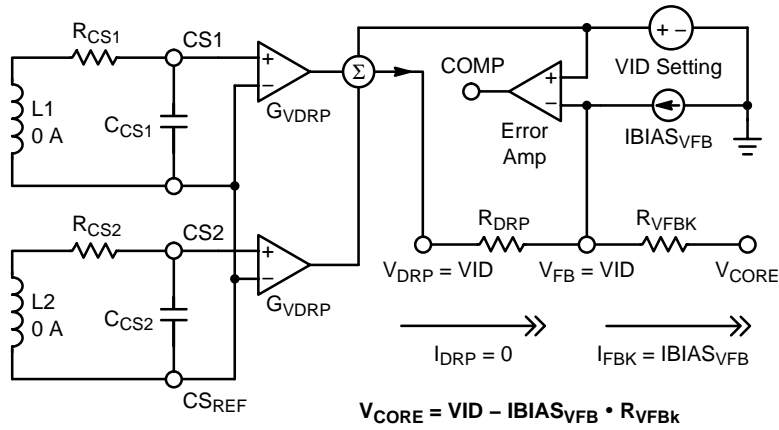 RCS1
CS1
L1
0 A
CCS1
+
−
GVDRP
Σ
COMP
+
−
Error
Amp
+ −
VID Setting
IBIASVFB
RCS2
CS2
L2
0 A
CCS2
+
−
GVDRP
CSREF
RDRP
RVFBK
VDRP = VID
VFB = VID
VCORE
IDRP = 0
IFBK = IBIASVFB
VCORE = VID – IBIASVFB • RVFBk